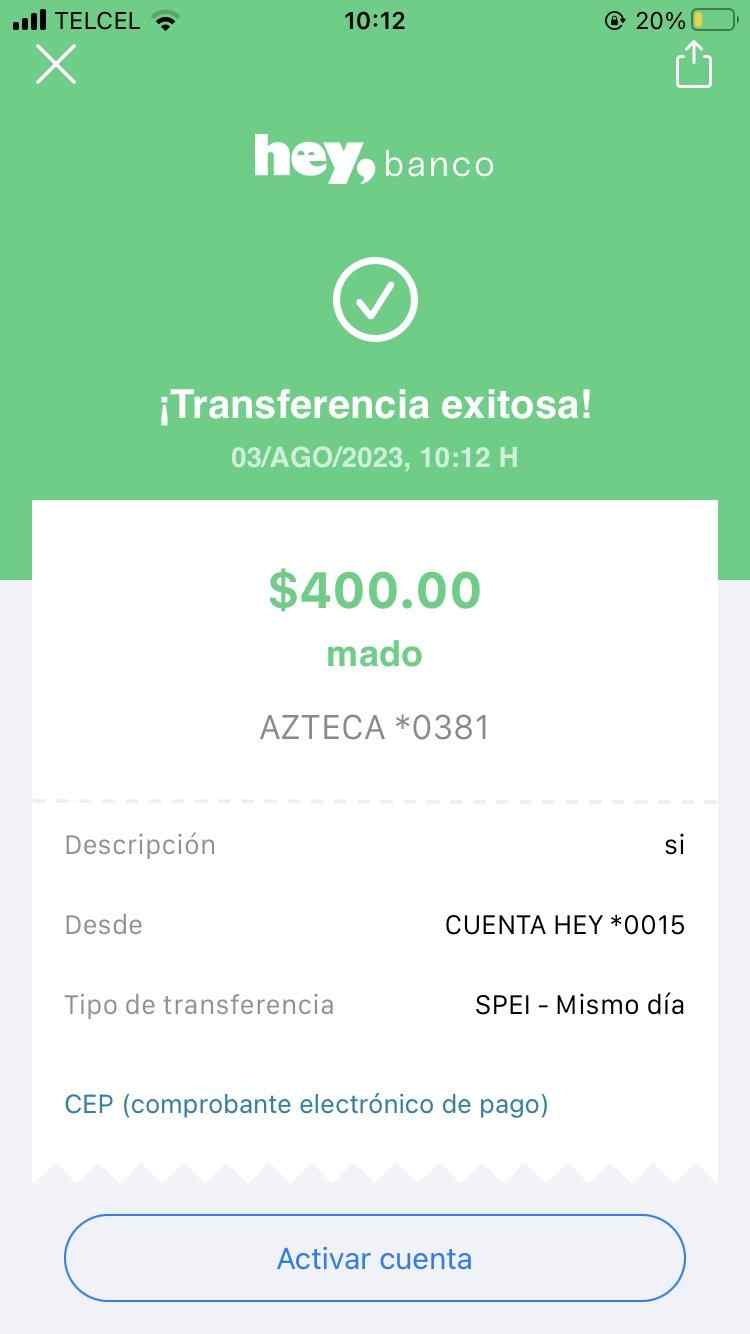 TELCEL 10:12 20%
hey, banco
¡Transferencia exitosa!
03/AGO/2023, 10:12 H
$400.00
mado
AZTECA *0381
Descripción si
Desde CUENTA HEY *0015
Tipo de transferencia SPEI - Mismo día
CEP (comprobante electrónico de pago)
Activar cuenta